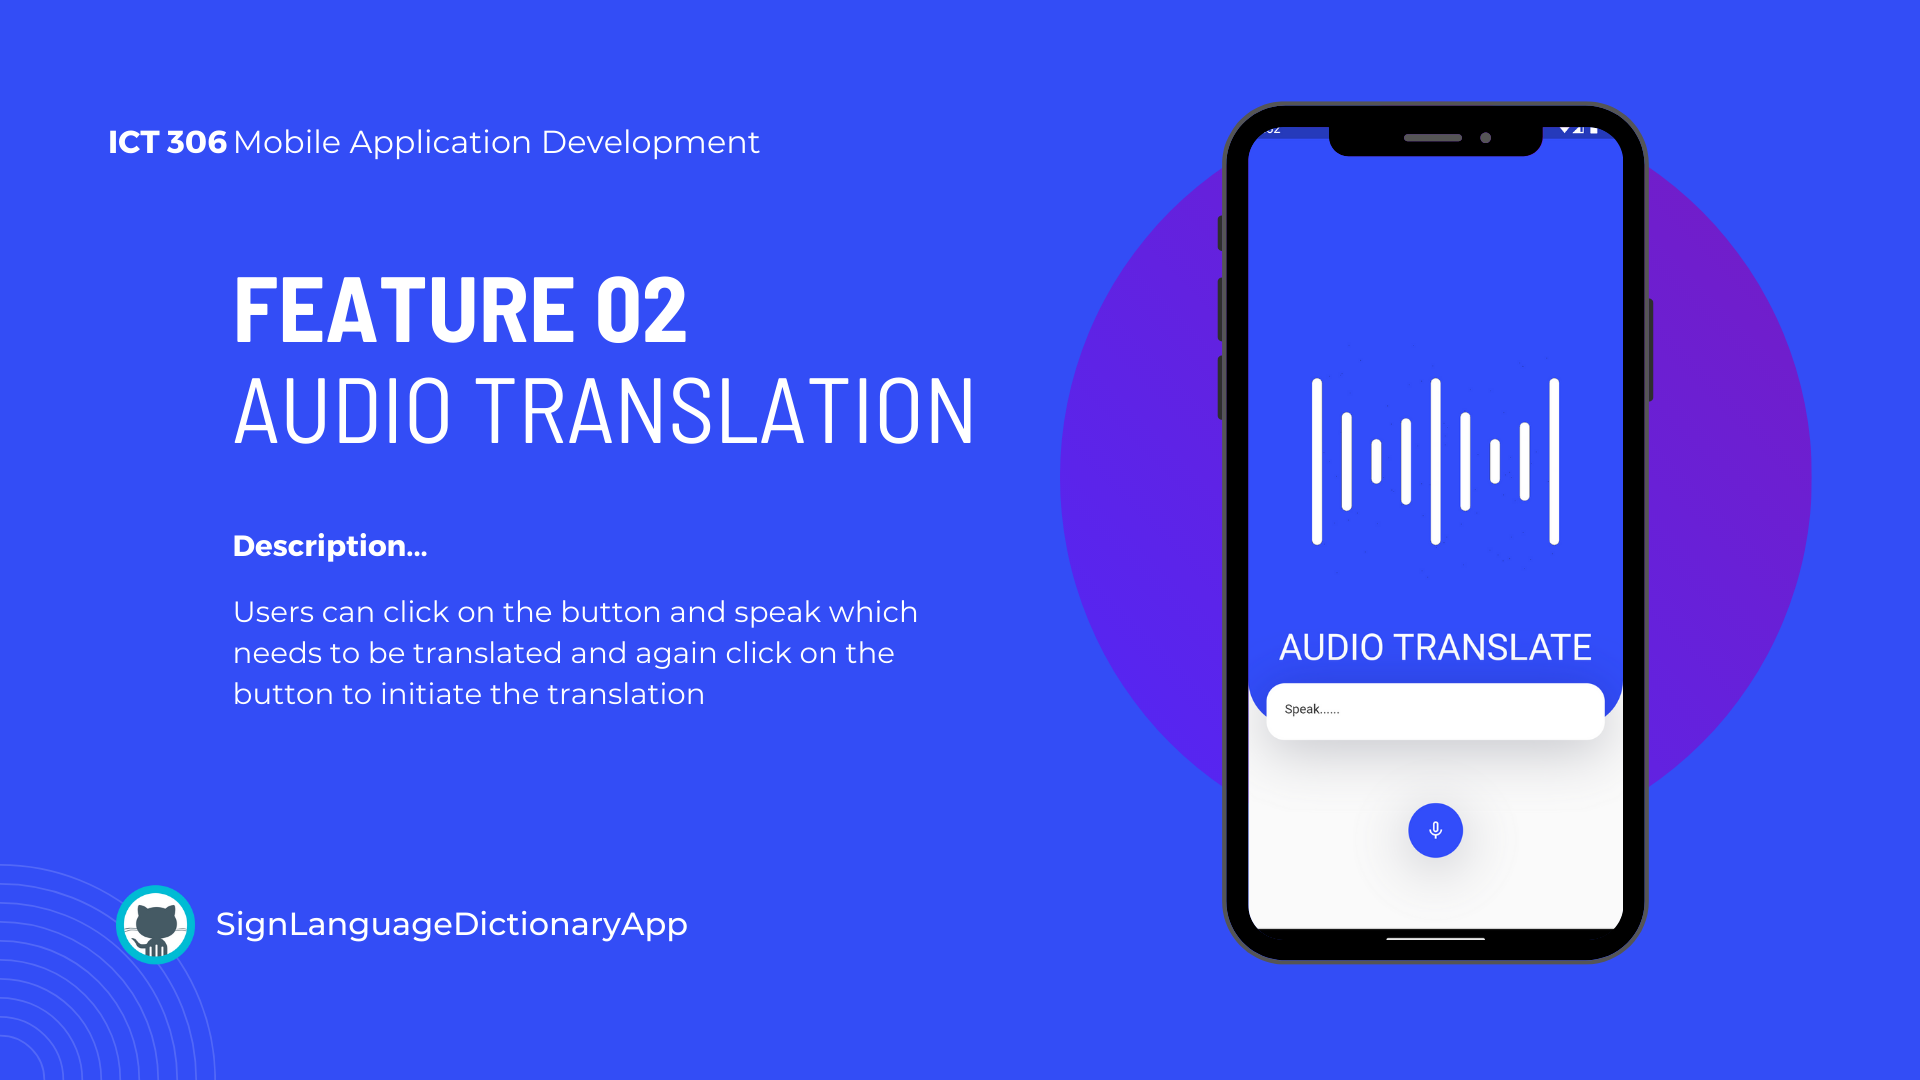 ICT 306 Mobile Application Development
FEATURE 02
AUDIO TRANSLATION
Description...
Users can click on the button and speak which
needs to be translated and again click on the
button to initiate the translation
SignLanguageDictionaryApp
AUDIO TRANSLATE
Speak......